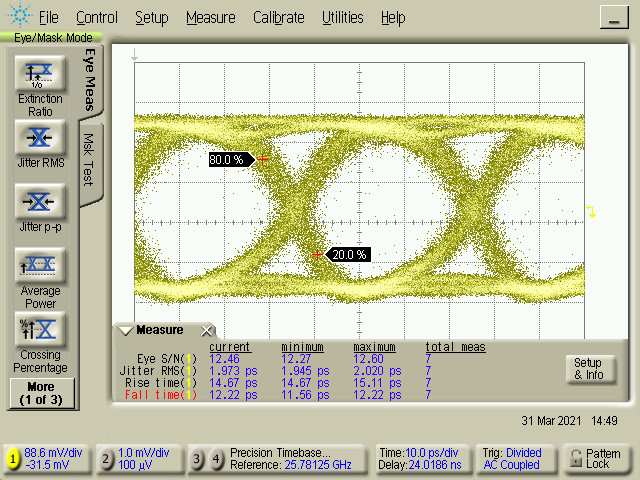 File Control Setup Measure Calibrate Utilities Help
Eye/Mask Mode
Eye Meas
Msk Test
Extinction
Ratio
Jitter RMS
Jitter p-p
Average
Power
Crossing
Percentage
More
(1 of 3)
80.0 %
20.0 %
Measure
current minimum maximum total meas
Eye S/N(1) 12.46 12.27 12.60 7
Jitter RMS(1) 1.973 ps 1.945 ps 2.020 ps 7
Rise time(1) 14.67 ps 14.67 ps 15.11 ps 7
Fall time(1) 12.22 ps 11.56 ps 12.22 ps 7
Setup
& Info
31 Mar 2021 14:49
1 88.6 mV/div
-31.5 mV
2 1.0 mV/div
100 µV
3 4
Precision Timebase...
Reference: 25.78125 GHz
Time:10.0 ps/div
Delay:24.0186 ns
Trig: Divided
AC Coupled
Pattern
Lock